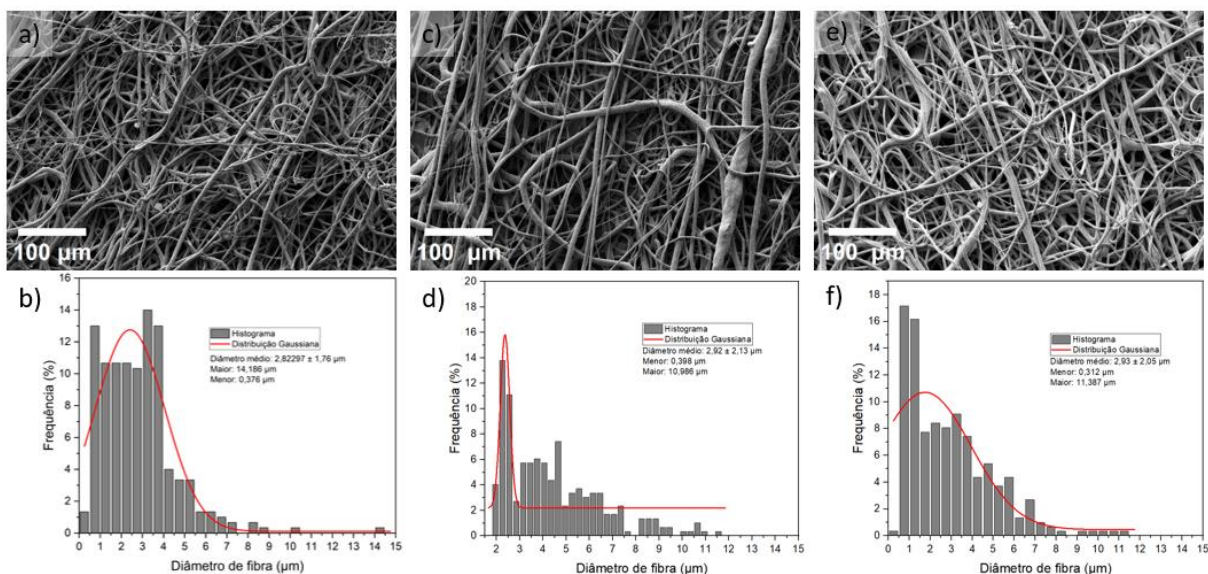 a)
100 µm
c)
100 µm
e)
100 µm
b)
Frequência (%)
16
14
12
10
8
6
4
2
0
Histograma
Distribuição Gaussiana
Diâmetro médio: 2,82297 ± 1,76 µm
Maior: 14,186 µm
Menor: 0,376 µm
0 1 2 3 4 5 6 7 8 9 10 11 12 13 14 15
Diâmetro de fibra (µm)
d)
Frequência (%)
20
18
16
14
12
10
8
6
4
2
0
Histograma
Distribuição Gaussiana
Diâmetro médio: 2,92 ± 2,13 µm
Menor: 0,398 µm
Maior: 10,986 µm
2 3 4 5 6 7 8 9 10 11 12 13 14 15
Diâmetro de fibra (µm)
f)
Frequência (%)
18
16
14
12
10
8
6
4
2
0
Histograma
Distribuição Gaussiana
Diâmetro médio: 2,93 ± 2,05 µm
Menor: 0,312 µm
Maior: 11,387 µm
0 1 2 3 4 5 6 7 8 9 10 11 12 13 14 15
Diâmetro de fibra (µm)